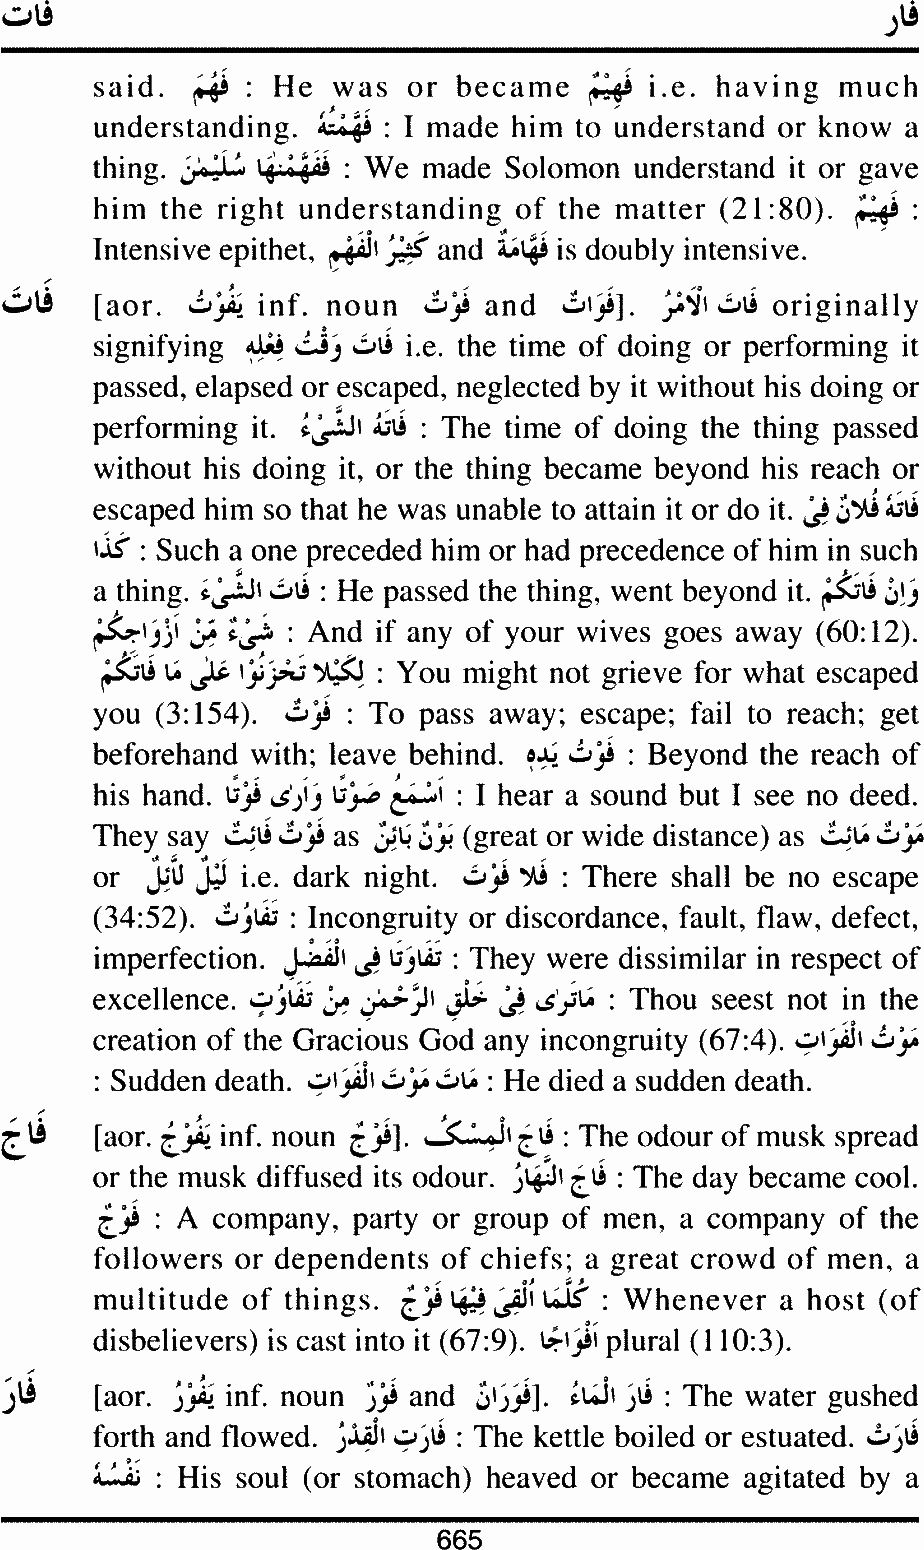 فات فار
said. فَهُمَ : He was or became فَهِيْمٌ i.e. having much
understanding. فَهَّمْتُهٗ : I made him to understand or know a
thing. فَفَهَّمْنٰهَا سُلَيْمٰنَ : We made Solomon understand it or gave
him the right understanding of the matter (21:80). فَهِيْمٌ :
Intensive epithet, كَثِيْرُ الْفَهْمِ and فَهَّامَةٌ is doubly intensive.
فَاتَ [aor. يَفُوْتُ inf. noun فَوْتٌ and فَوَاتٌ]. فَاتَ الْاَمْرُ originally
signifying فَاتَ وَقْتُ فِعْلِهٖ i.e. the time of doing or performing it
passed, elapsed or escaped, neglected by it without his doing or
performing it. فَاتَهُ الشَّىْءُ : The time of doing the thing passed
without his doing it, or the thing became beyond his reach or
escaped him so that he was unable to attain it or do it. فَاتَهٗ فُلَانٌ فِىْ
كَذَا : Such a one preceded him or had precedence of him in such
a thing. فَاتَ الشَّىْءَ : He passed the thing, went beyond it. وَاِنْ فَاتَكُمْ
شَىْءٌ مِّنْ اَزْوَاجِكُمْ : And if any of your wives goes away (60:12).
لِكَيْلَا تَحْزَنُوْا عَلٰى مَا فَاتَكُمْ : You might not grieve for what escaped
you (3:154). فَوْتٌ : To pass away; escape; fail to reach; get
beforehand with; leave behind. فَوْتُ يَدِهٖ : Beyond the reach of
his hand. اَسْمَعُ صَوْتًا وَاَرٰى فَوْتًا : I hear a sound but I see no deed.
They say فَوْتٌ فَائِتٌ as بَوْنٌ بَائِنٌ (great or wide distance) as مَوْتٌ مَائِتٌ
or لَيْلٌ لَائِلٌ i.e. dark night. فَلَا فَوْتَ : There shall be no escape
(34:52). تَفَاوُتٌ : Incongruity or discordance, fault, flaw, defect,
imperfection. تَفَاوَتَا فِى الْفَضْلِ : They were dissimilar in respect of
excellence. مَاتَرٰى فِىْ خَلْقِ الرَّحْمٰنِ مِنْ تَفَاوُتٍ : Thou seest not in the
creation of the Gracious God any incongruity (67:4). مَوْتُ الْفَوَاتِ
: Sudden death. مَاتَ مَوْتَ الْفَوَاتِ : He died a sudden death.
فَاجَ [aor. يَفُوْجُ inf. noun فَوْجٌ]. فَاجَ الْمِسْكُ : The odour of musk spread
or the musk diffused its odour. فَاجَ النَّهَارُ : The day became cool.
فَوْجٌ : A company, party or group of men, a company of the
followers or dependents of chiefs; a great crowd of men, a
multitude of things. كُلَّمَا اُلْقِىَ فِيْهَا فَوْجٌ : Whenever a host (of
disbelievers) is cast into it (67:9). اَفْوَاجًا plural (110:3).
فَارَ [aor. يَفُوْرُ inf. noun فَوْرٌ and فَوَرَانٌ]. فَارَ الْمَاءُ : The water gushed
forth and flowed. فَارَتِ الْقِدْرُ : The kettle boiled or estuated. فَارَتْ
نَفْسُهٗ : His soul (or stomach) heaved or became agitated by a
665